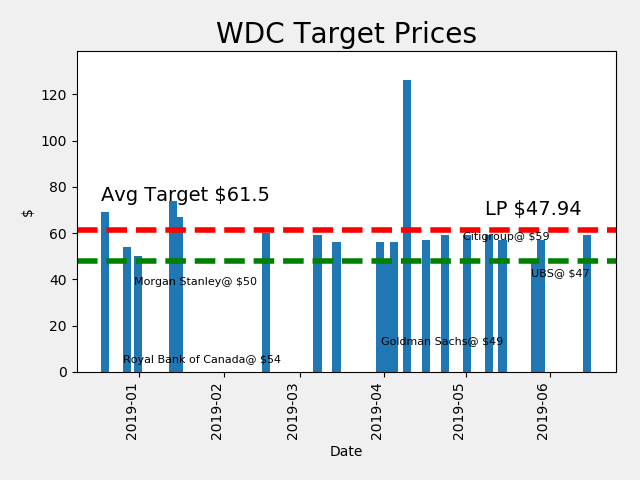 WDC Target Prices
$
120
100
80
60
40
20
0
Avg Target $61.5
LP $47.94
Citigroup@ $59
UBS@ $47
Morgan Stanley@ $50
Goldman Sachs@ $49
Royal Bank of Canada@ $54
2019-01
2019-02
2019-03
2019-04
2019-05
2019-06
Date